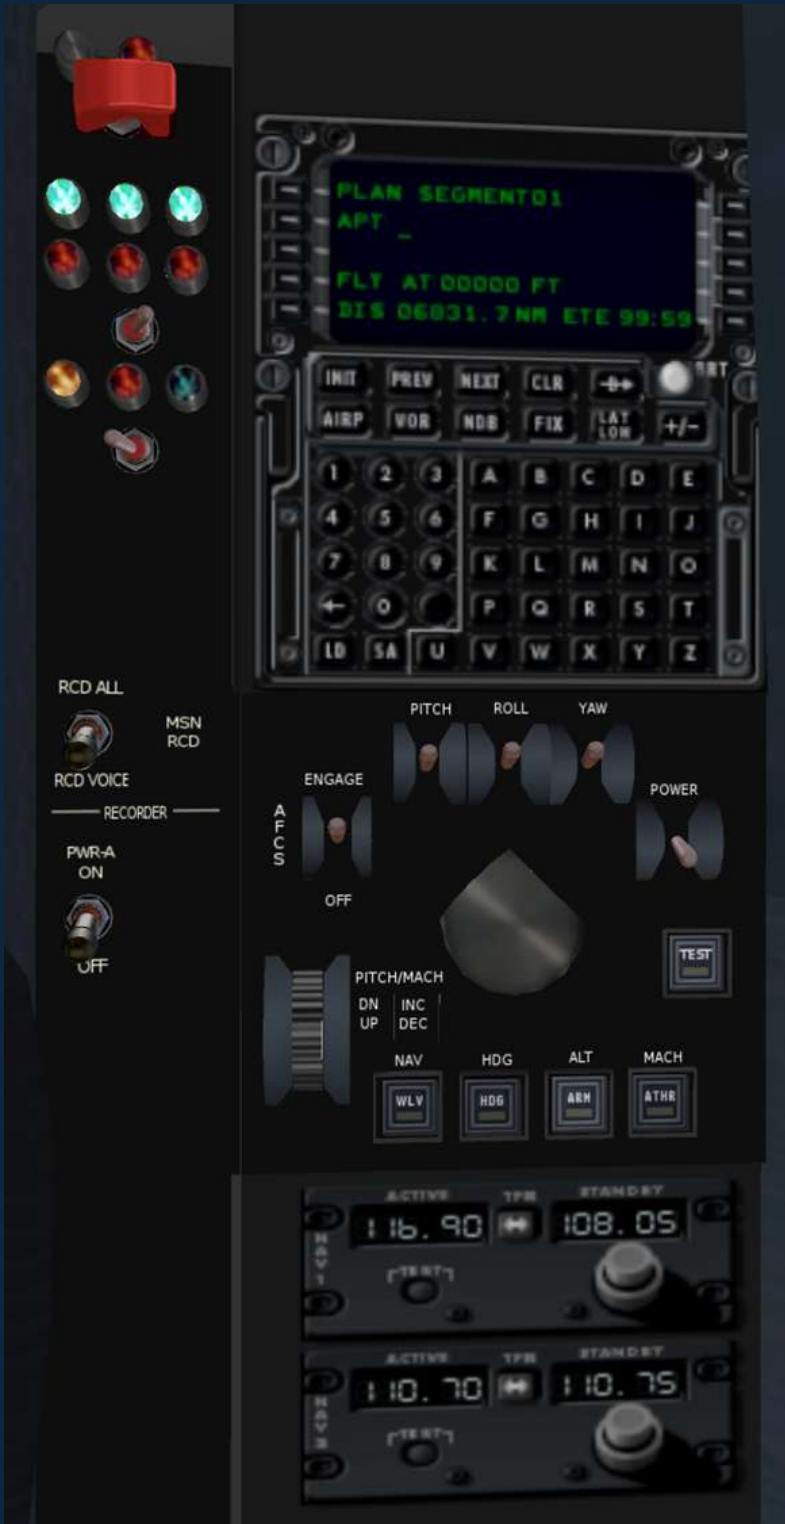 PLAN SEGMENT01
APT _
FLY AT 00000 FT
DIS 06831.7NM ETE 99:59
BRT
INIT PREV NEXT CLR
AIRP VOR NDB FIX LAT LON +/-
1 2 3 A B C D E
4 5 6 F G H I J
7 8 9 K L M N O
0 P Q R S T
LD SA U V W X Y Z
RCD ALL
MSN RCD
RCD VOICE
RECORDER
PWR-A
ON
OFF
PITCH ROLL YAW
ENGAGE
POWER
AFCS
OFF
TEST
PITCH/MACH
DN INC
UP DEC
NAV HDG ALT MACH
WLV HDG ARM ATHR
ACTIVE TFR STANDBY
116.90 108.05
NAV 1
TEST
ACTIVE TFR STANDBY
110.70 110.75
TEST